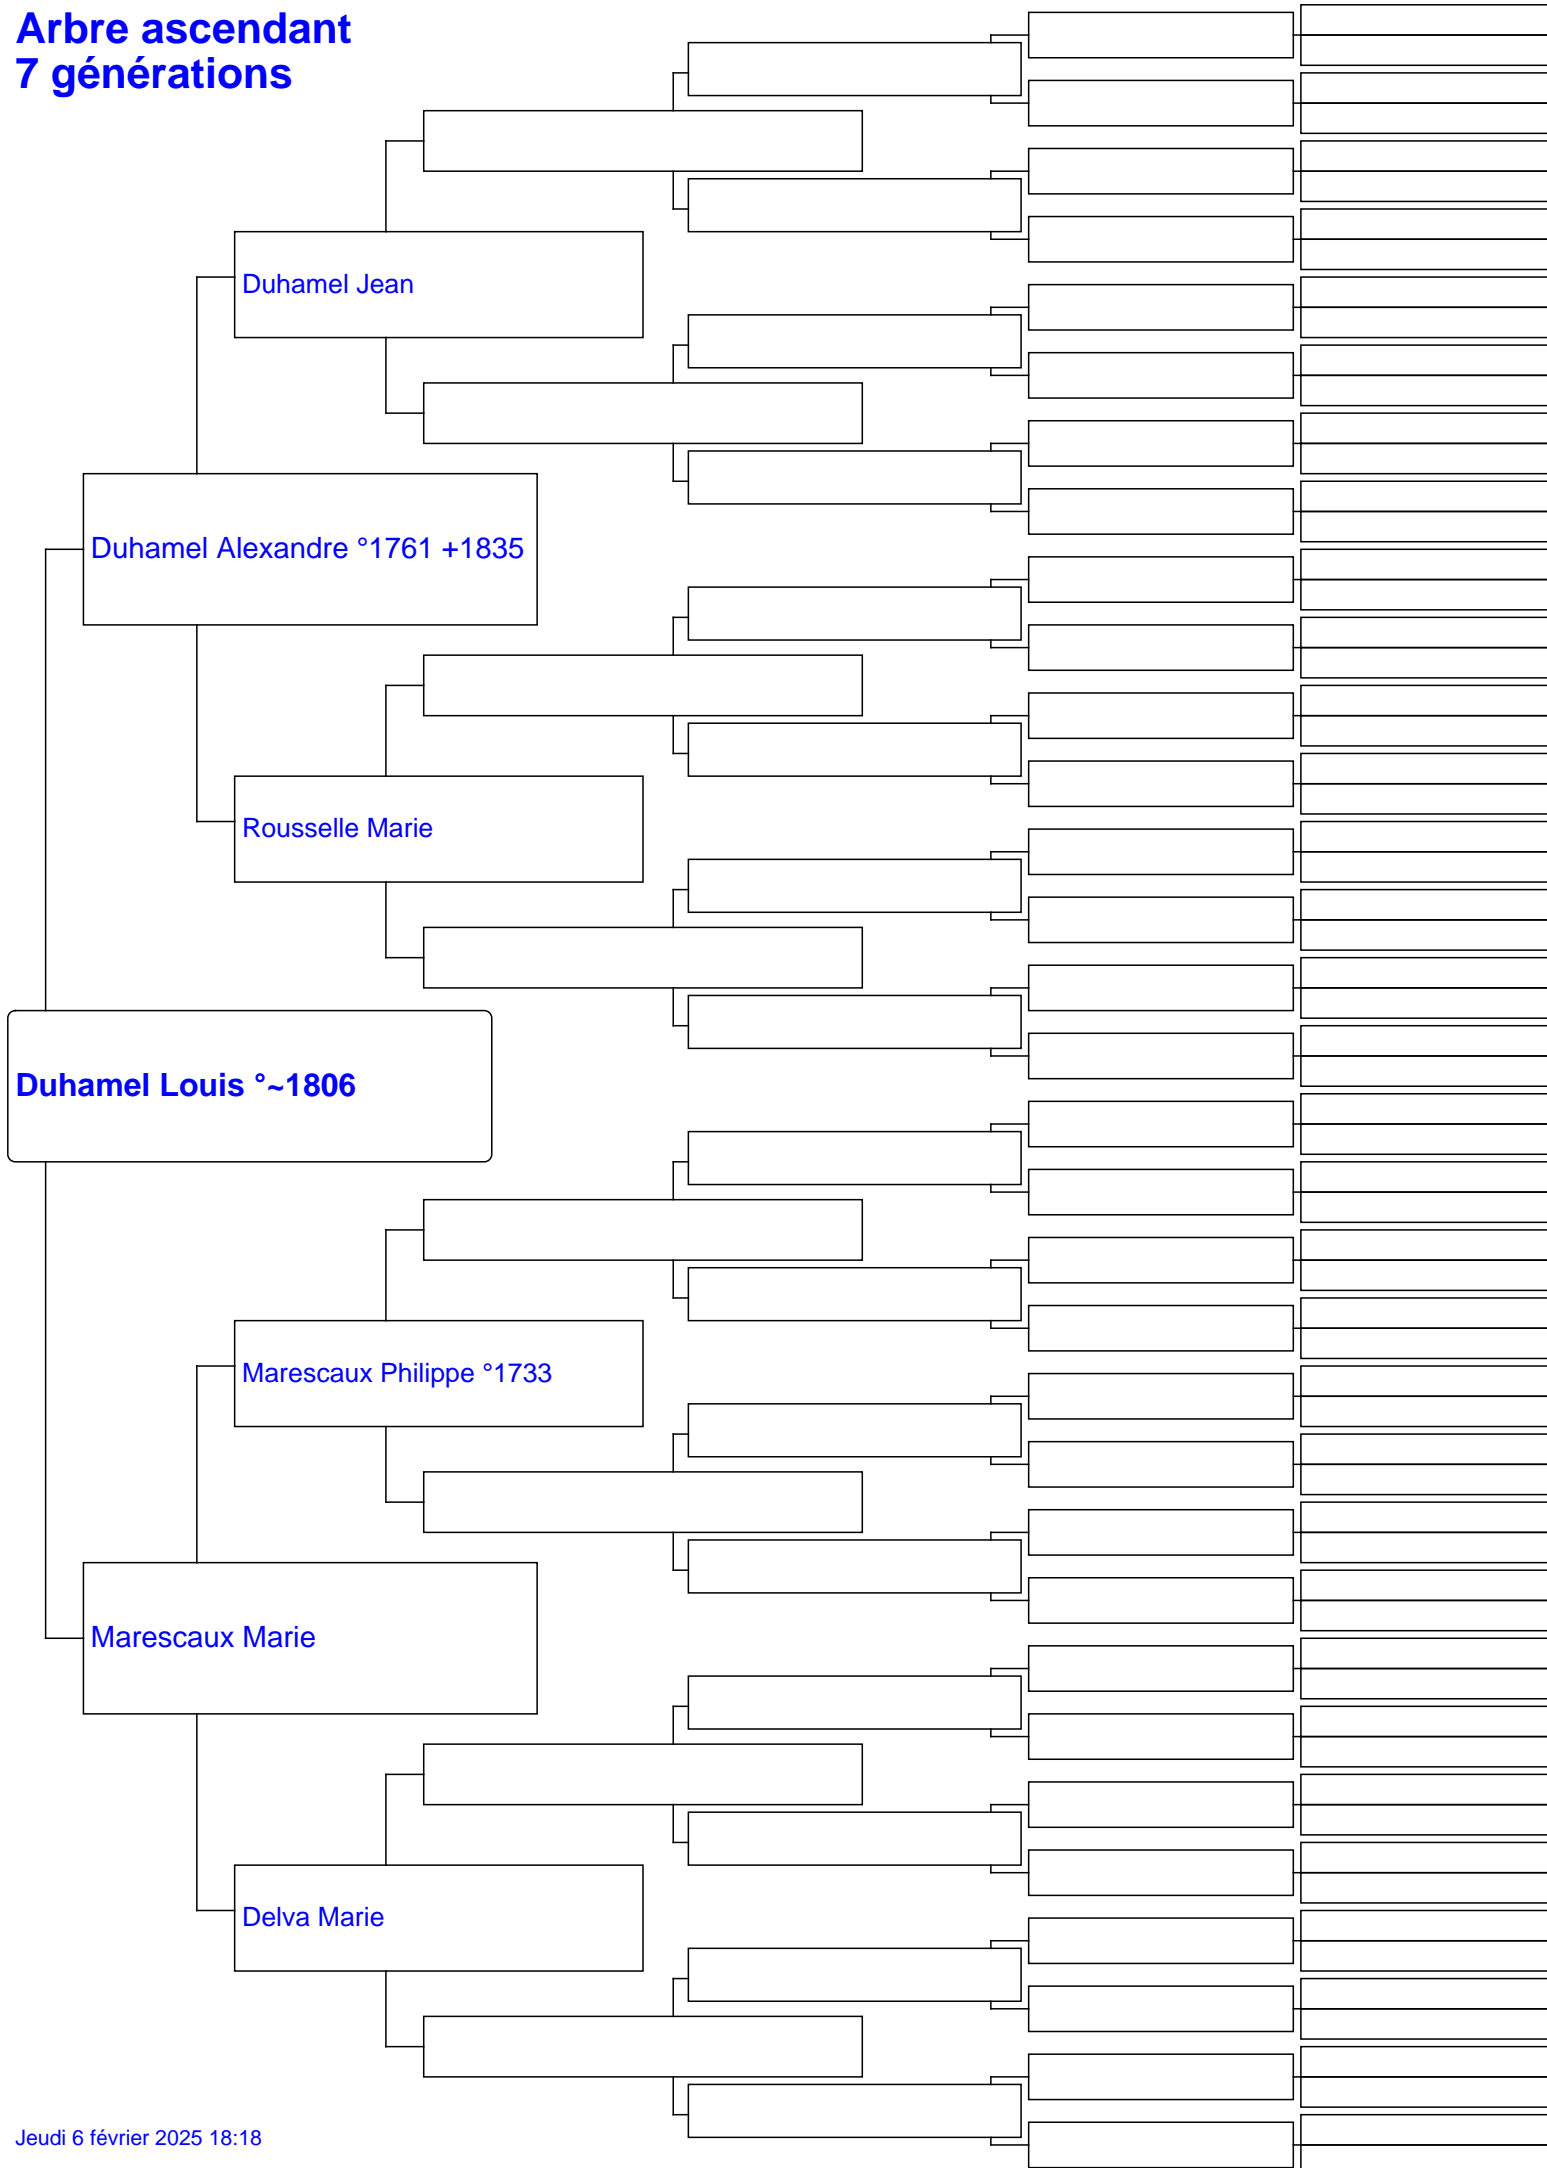 Arbre ascendant
7 générations
Duhamel Jean
Duhamel Alexandre °1761 +1835
Rousselle Marie
Duhamel Louis °~1806
Marescaux Philippe °1733
Marescaux Marie
Delva Marie
Jeudi 6 février 2025 18:18